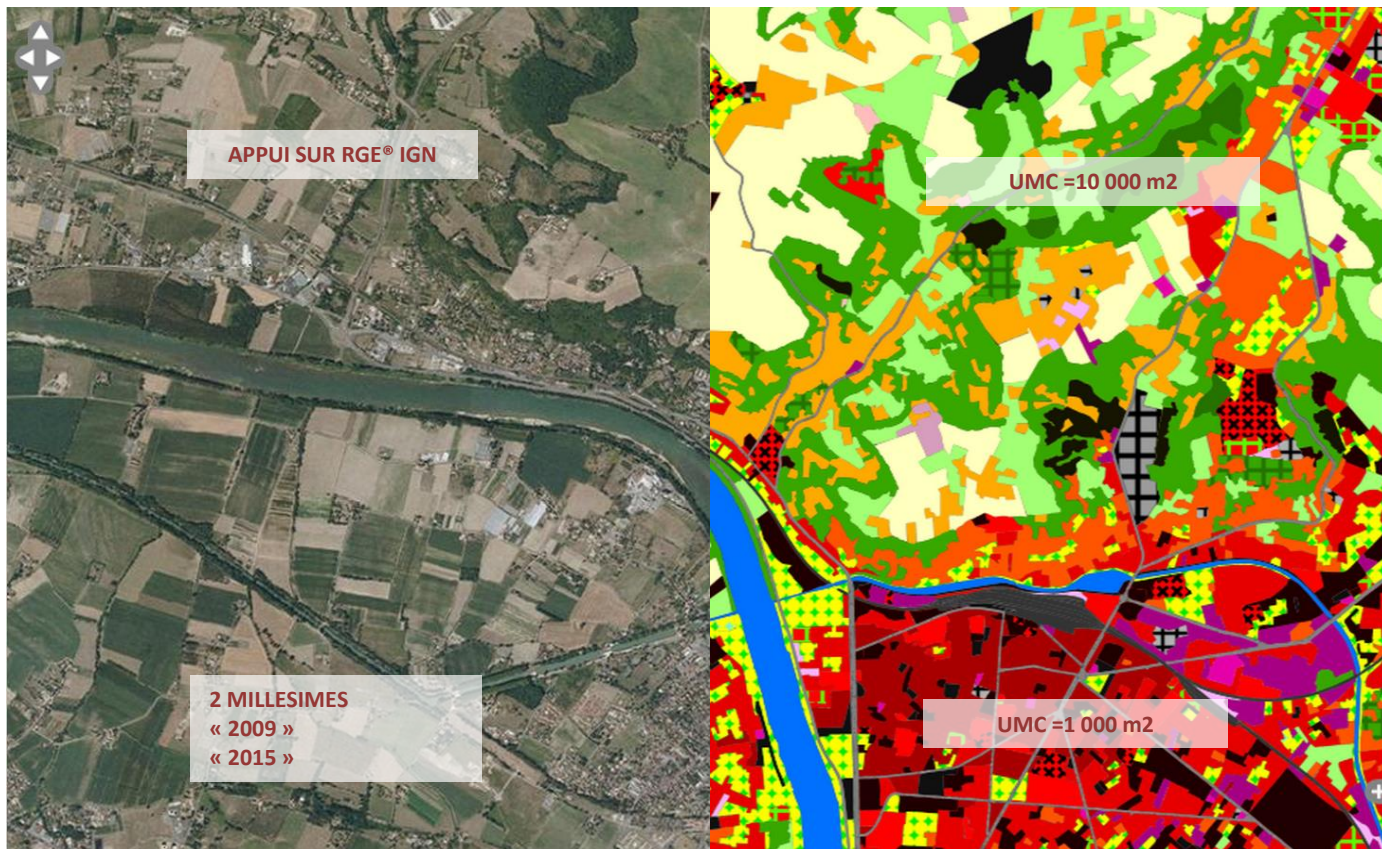 APPUI SUR RGE® IGN
UMC =10 000 m2
2 MILLESIMES
« 2009 »
« 2015 »
UMC =1 000 m2